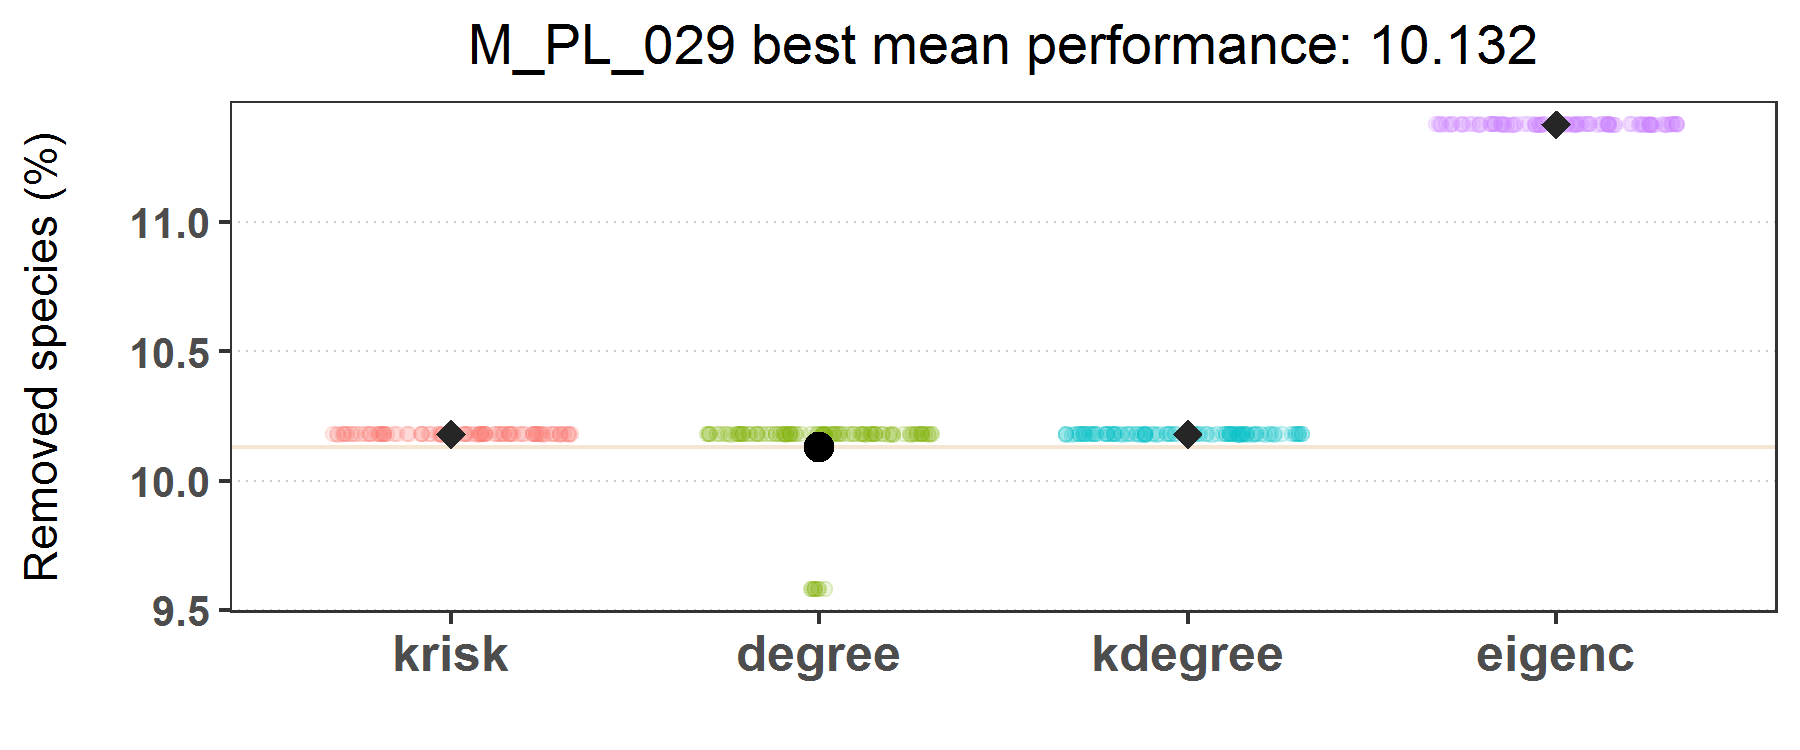 M_PL_029 best mean performance: 10.132
Removed species (%)
11.0
10.5
10.0
9.5
krisk degree kdegree eigenc